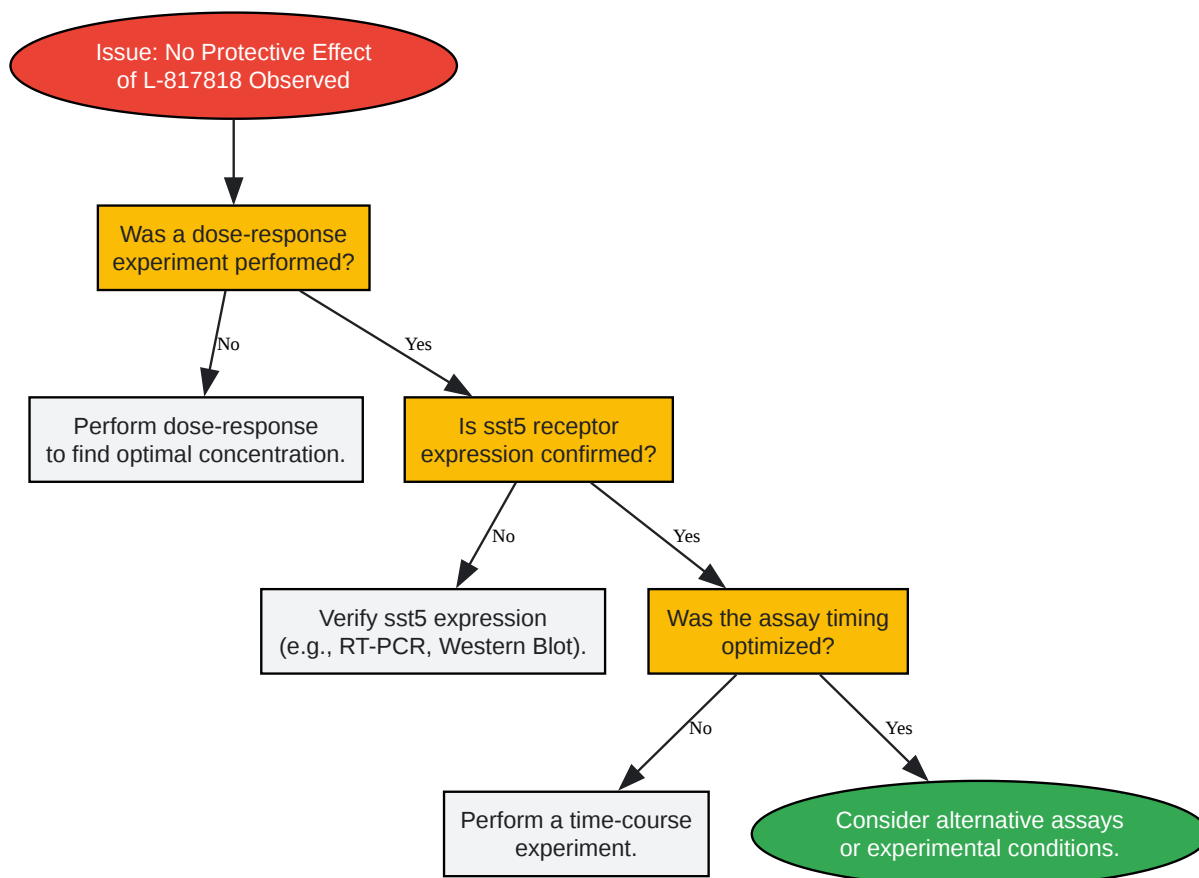 Issue: No Protective Effect
of L-817818 Observed
Was a dose-response
experiment performed?
No
Yes
Perform dose-response
to find optimal concentration.
Is sst5 receptor
expression confirmed?
No
Yes
Verify sst5 expression
(e.g., RT-PCR, Western Blot).
Was the assay timing
optimized?
No
Yes
Perform a time-course
experiment.
Consider alternative assays
or experimental conditions.